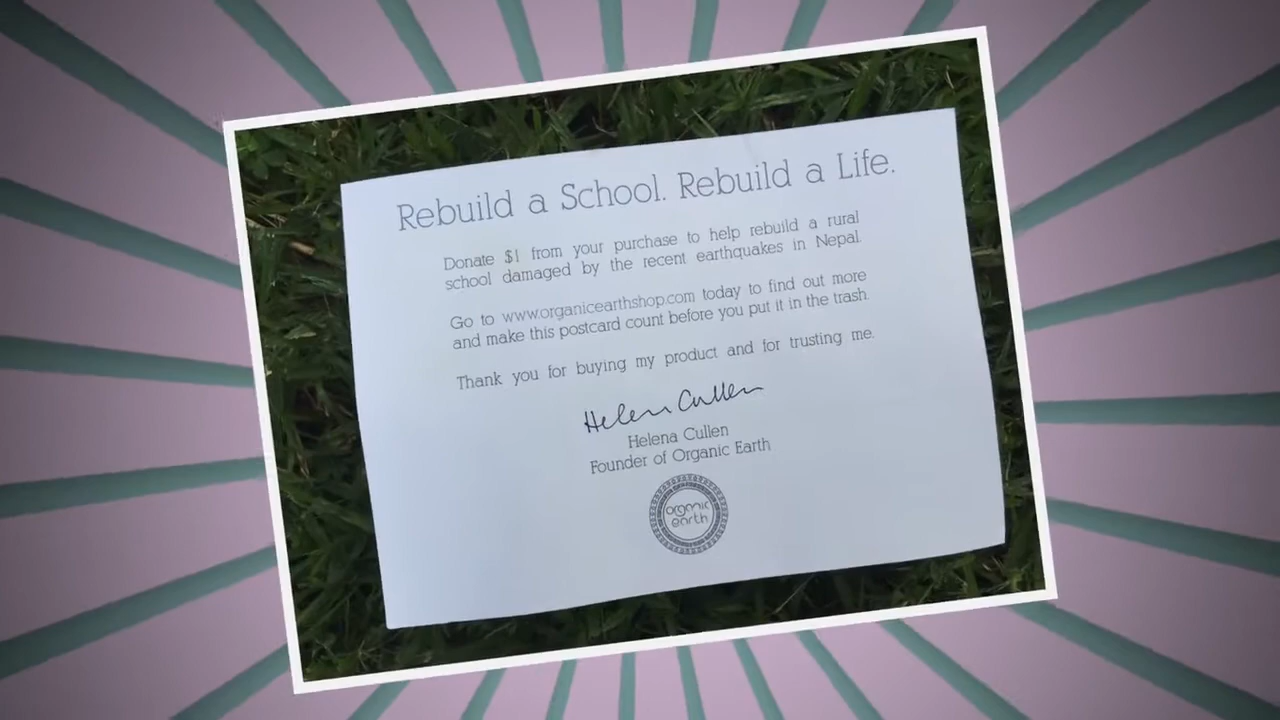 Rebuild a School. Rebuild a Life.
Donate $1 from your purchase to help rebuild a rural
school damaged by the recent earthquakes in Nepal.
Go to www.organicearthshop.com today to find out more
and make this postcard count before you put it in the trash.
Thank you for buying my product and for trusting me.
Helena Cullen
Helena Cullen
Founder of Organic Earth
organic
earth